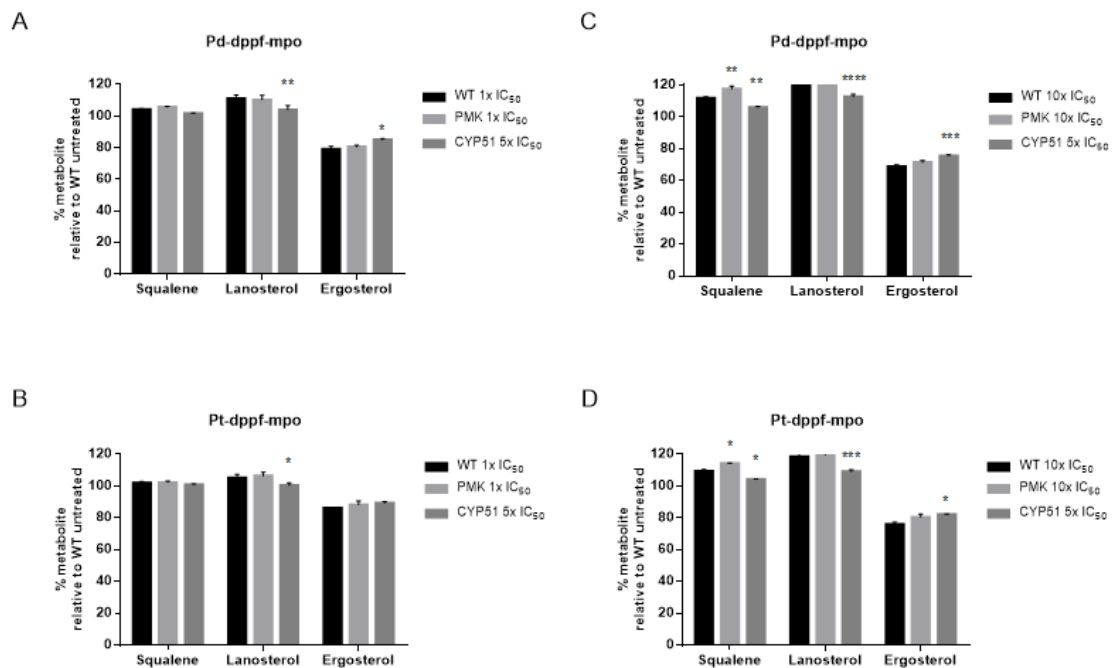 A
Pd-dppf-mpo
% metabolite
relative to WT untreated
120
100
80
60
40
20
0
**
*
Squalene Lanosterol Ergosterol
WT 1x IC50
PMK 1x IC50
CYP51 5x IC50
C
Pd-dppf-mpo
% metabolite
relative to WT untreated
120
100
80
60
40
20
0
** ** ****
***
Squalene Lanosterol Ergosterol
WT 10x IC50
PMK 10x IC50
CYP51 5x IC50
B
Pt-dppf-mpo
% metabolite
relative to WT untreated
120
100
80
60
40
20
0
*
Squalene Lanosterol Ergosterol
WT 1x IC50
PMK 1x IC50
CYP51 5x IC50
D
Pt-dppf-mpo
% metabolite
relative to WT untreated
120
100
80
60
40
20
0
* * ***
*
Squalene Lanosterol Ergosterol
WT 10x IC50
PMK 10x IC50
CYP51 5x IC50